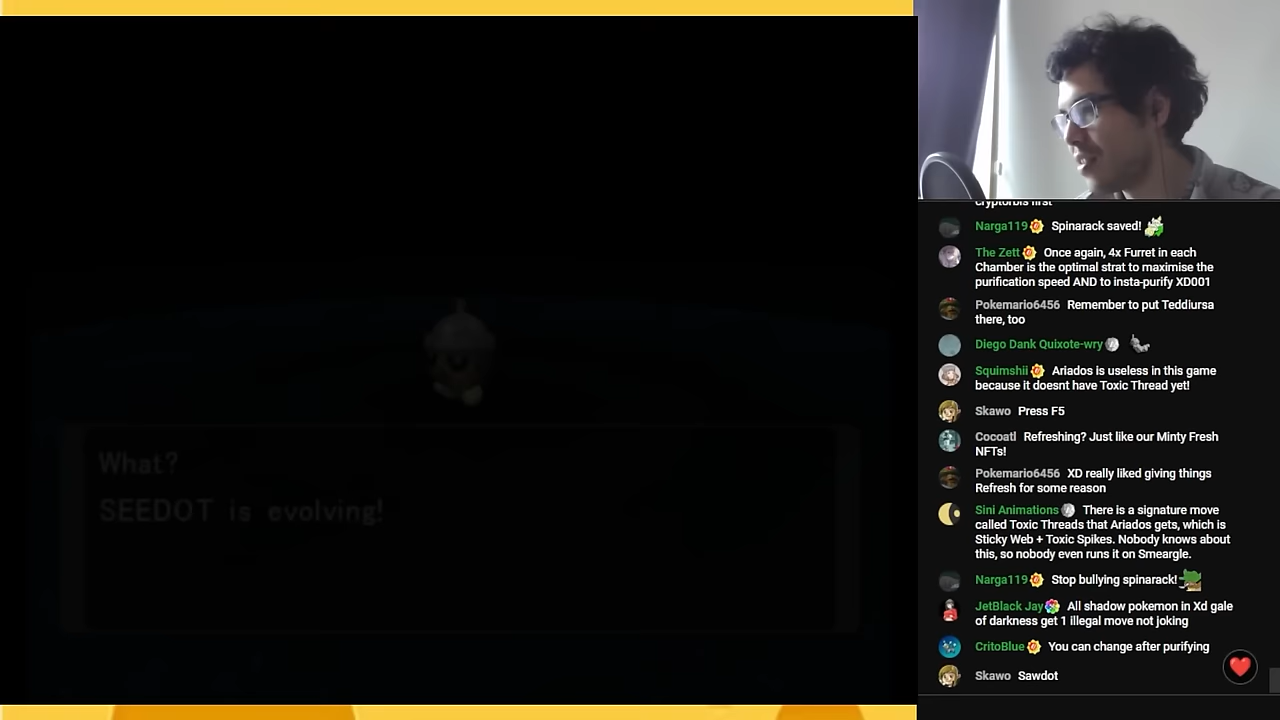 What?
SEEDOT is evolving!
cryptorbis first
Narga119 Spinarack saved!
The Zett Once again, 4x Furret in each
Chamber is the optimal strat to maximise the
purification speed AND to insta-purify XD001
Pokemario6456 Remember to put Teddiursa
there, too
Diego Dank Quixote-wry
Squimshii Ariados is useless in this game
because it doesnt have Toxic Thread yet!
Skawo Press F5
Cocoatl Refreshing? Just like our Minty Fresh
NFTs!
Pokemario6456 XD really liked giving things
Refresh for some reason
Sini Animations There is a signature move
called Toxic Threads that Ariados gets, which is
Sticky Web + Toxic Spikes. Nobody knows about
this, so nobody even runs it on Smeargle.
Narga119 Stop bullying spinarack!
JetBlack Jay All shadow pokemon in Xd gale
of darkness get 1 illegal move not joking
CritoBlue You can change after purifying
Skawo Sawdot